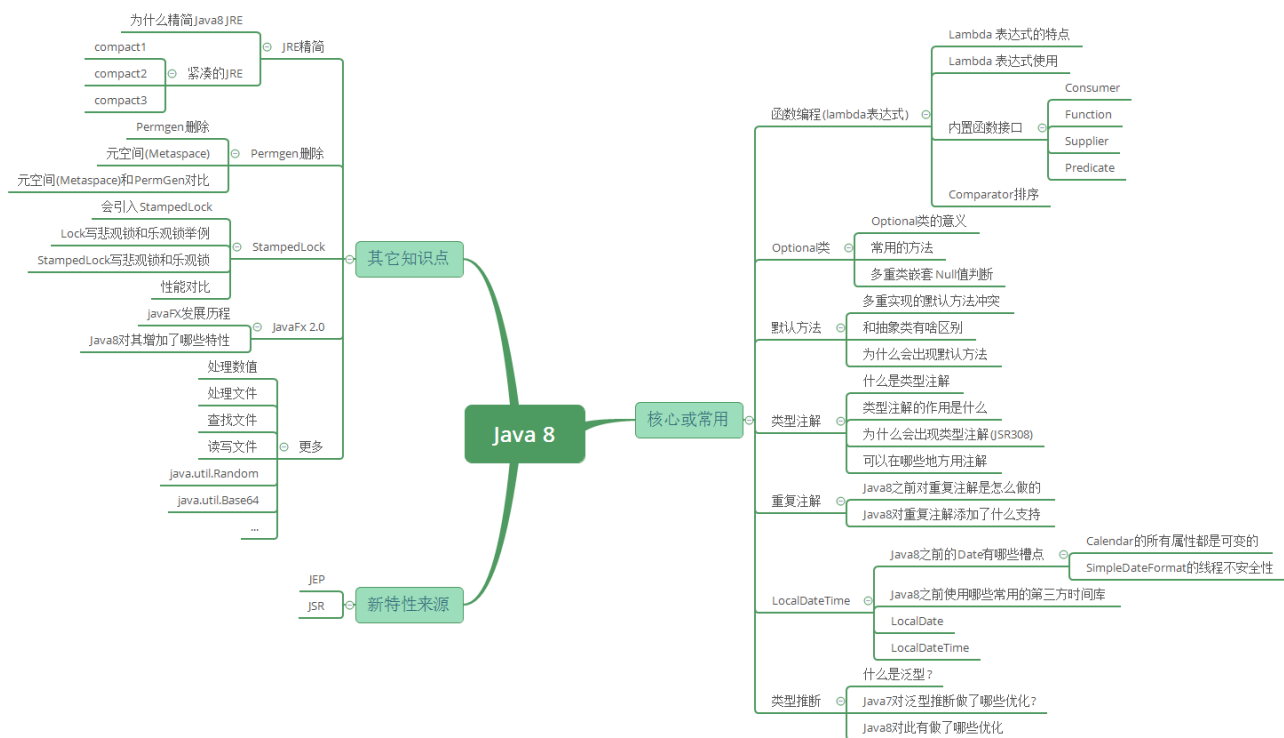 Java 8
核心或常用
函数编程(lambda表达式)
Lambda 表达式的特点
Lambda 表达式使用
内置函数接口
Consumer
Function
Supplier
Predicate
Comparator排序
Optional类
Optional类的意义
常用的方法
多重类嵌套 Null值判断
默认方法
多重实现的默认方法冲突
和抽象类有啥区别
为什么会出现默认方法
类型注解
什么是类型注解
类型注解的作用是什么
为什么会出现类型注解(JSR308)
可以在哪些地方用注解
重复注解
Java8之前对重复注解是怎么做的
Java8对重复注解添加了什么支持
LocalDateTime
Java8之前的Date有哪些槽点
Calendar的所有属性都是可变的
SimpleDateFormat的线程不安全性
Java8之前使用哪些常用的第三方时间库
LocalDate
LocalDateTime
类型推断
什么是泛型？
Java7对泛型推断做了哪些优化?
Java8对此有做了哪些优化
其它知识点
JRE精简
为什么精简Java8 JRE
紧凑的JRE
compact1
compact2
compact3
Permgen删除
Permgen删除
元空间(Metaspace)
元空间(Metaspace)和PermGen对比
StampedLock
会引入StampedLock
Lock写悲观锁和乐观锁举例
StampedLock写悲观锁和乐观锁
性能对比
JavaFx 2.0
javaFX发展历程
Java8对其增加了哪些特性
更多
处理数值
处理文件
查找文件
读写文件
java.util.Random
java.util.Base64
...
新特性来源
JEP
JSR